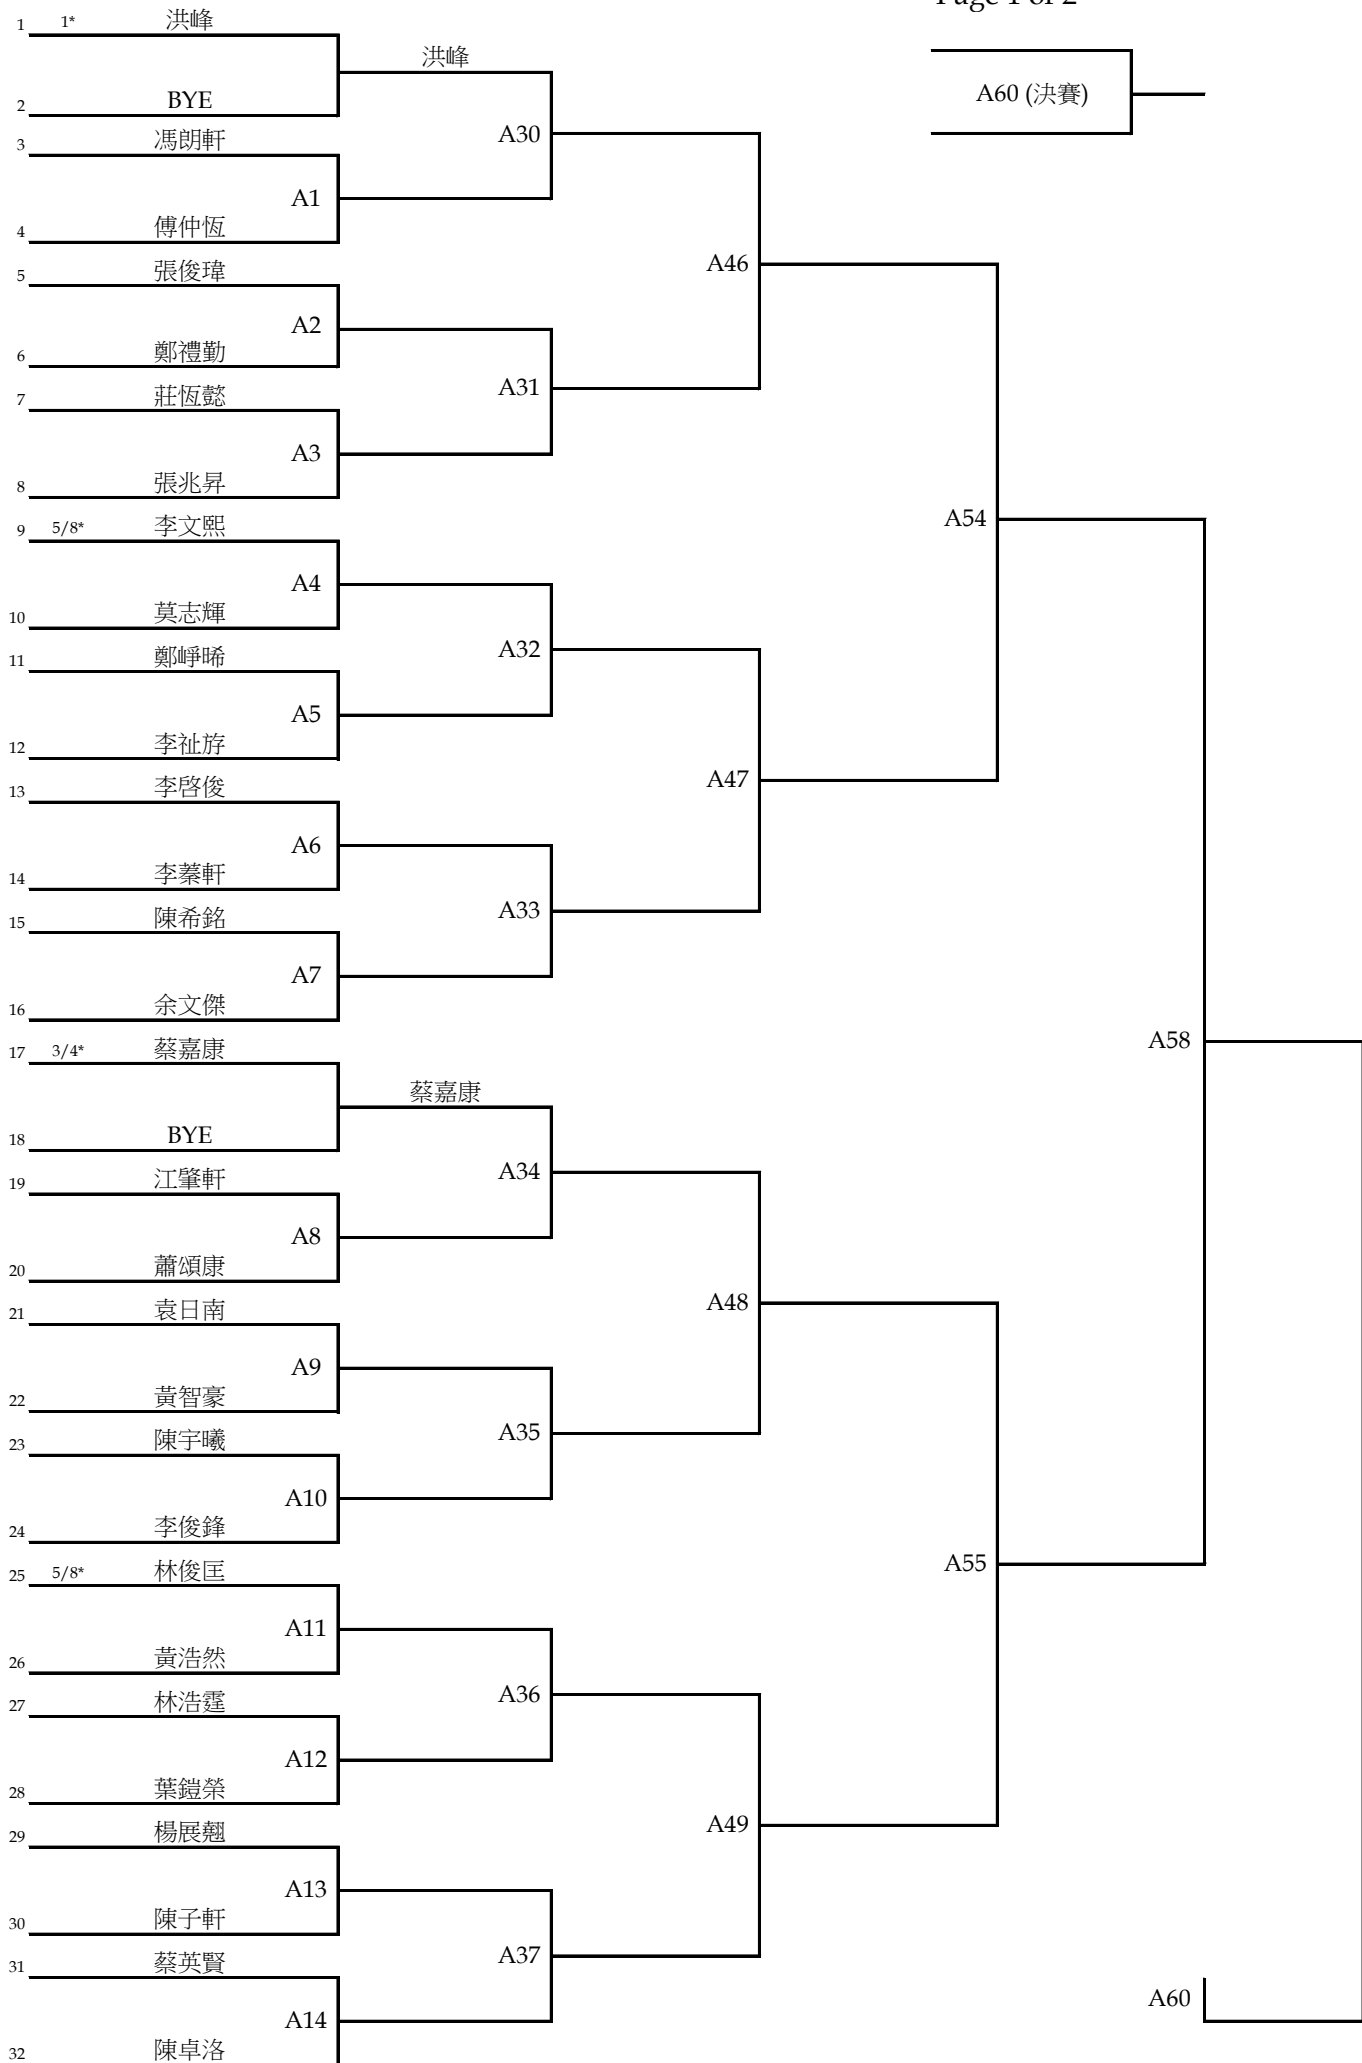 Page 1 of 2
1 1* 洪峰
洪峰
A60 (決賽)
2 BYE
A30
3 馮朗軒
A1
4 傅仲恆
A46
5 張俊瑋
A2
6 鄭禮勤
A31
7 莊恆懿
A3
8 張兆昇
A54
9 5/8* 李文熙
A4
10 莫志輝
A32
11 鄭崢晞
A5
12 李祉斿
A47
13 李啓俊
A6
14 李蓁軒
A33
15 陳希銘
A7
16 余文傑
A58
17 3/4* 蔡嘉康
蔡嘉康
18 BYE
A34
19 江肇軒
A8
20 蕭頌康
A48
21 袁日南
A9
22 黃智豪
A35
23 陳宇曦
A10
24 李俊鋒
A55
25 5/8* 林俊匡
A11
26 黃浩然
A36
27 林浩霆
A12
28 葉鎧榮
A49
29 楊展翹
A13
30 陳子軒
A37
31 蔡英賢
A60
A14
32 陳卓洛